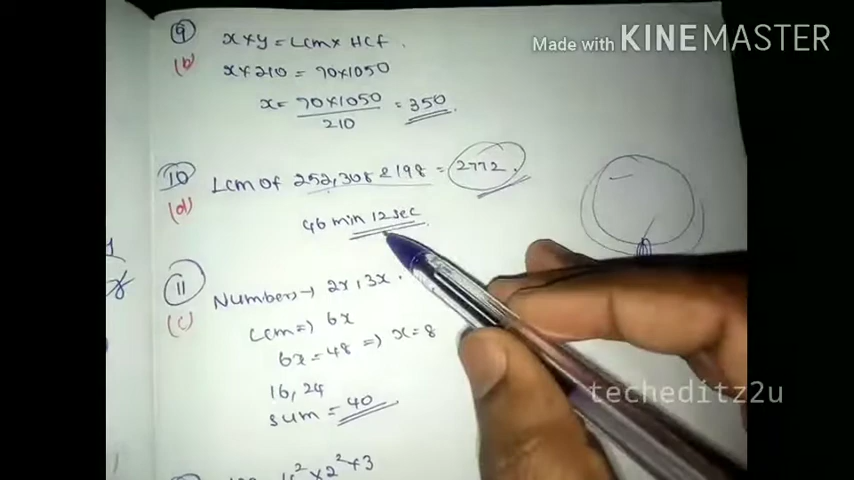 Made with KINEMASTER
9 x×y = Lcm× Hcf.
(b) x×210 = 70×1050
x= 70×1050 / 210 = 350.
10 Lcm of 252,308 & 198 = 2772.
(d) 46 min 12 sec.
11 Numbers→ 2x, 3x.
(c) Lcm ⇒ 6x
6x=48 ⇒ x=8
16, 24
sum = 40
techeditz2u